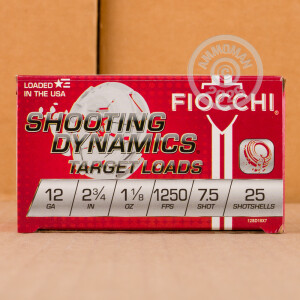 AMMOMAN
LOADED IN THE USA
FIOCCHI
SHOOTING
DYNAMICS
TARGET LOADS
12 2¾ 1⅛ 1250 7.5 25
GA IN OZ FPS SHOT SHOTSHELLS